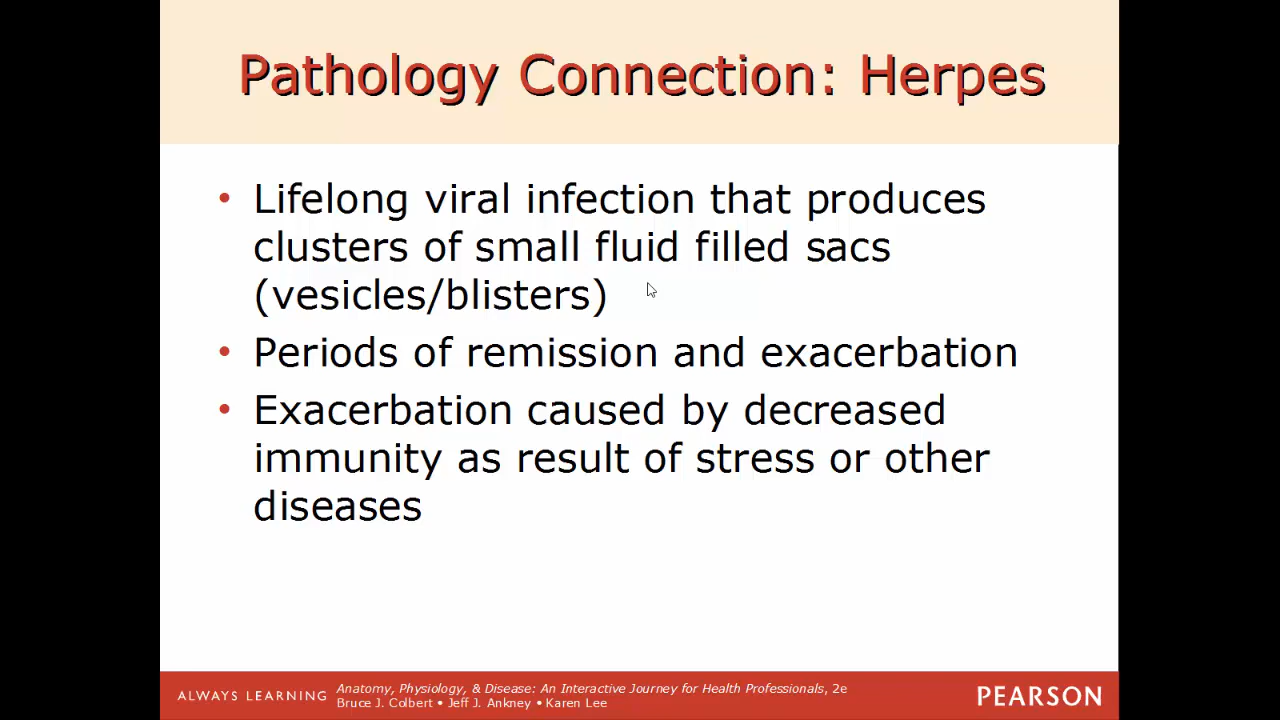 Pathology Connection: Herpes
• Lifelong viral infection that produces
clusters of small fluid filled sacs
(vesicles/blisters)
• Periods of remission and exacerbation
• Exacerbation caused by decreased
immunity as result of stress or other
diseases
ALWAYS LEARNING
Anatomy, Physiology, & Disease: An Interactive Journey for Health Professionals, 2e
Bruce J. Colbert • Jeff J. Ankney • Karen Lee
PEARSON